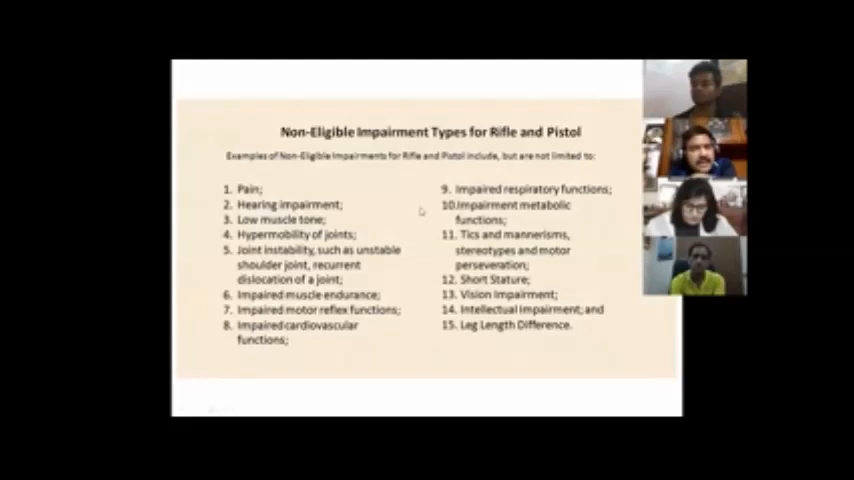 Non-Eligible Impairment Types for Rifle and Pistol
Examples of Non-Eligible Impairments for Rifle and Pistol include, but are not limited to:
1. Pain;
2. Hearing impairment;
3. Low muscle tone;
4. Hypermobility of joints;
5. Joint instability, such as unstable
shoulder joint, recurrent
dislocation of a joint;
6. Impaired muscle endurance;
7. Impaired motor reflex functions;
8. Impaired cardiovascular
functions;
9. Impaired respiratory functions;
10.Impairment metabolic
functions;
11. Tics and mannerisms,
stereotypes and motor
perseveration;
12. Short Stature;
13. Vision Impairment;
14. Intellectual Impairment; and
15. Leg Length Difference.